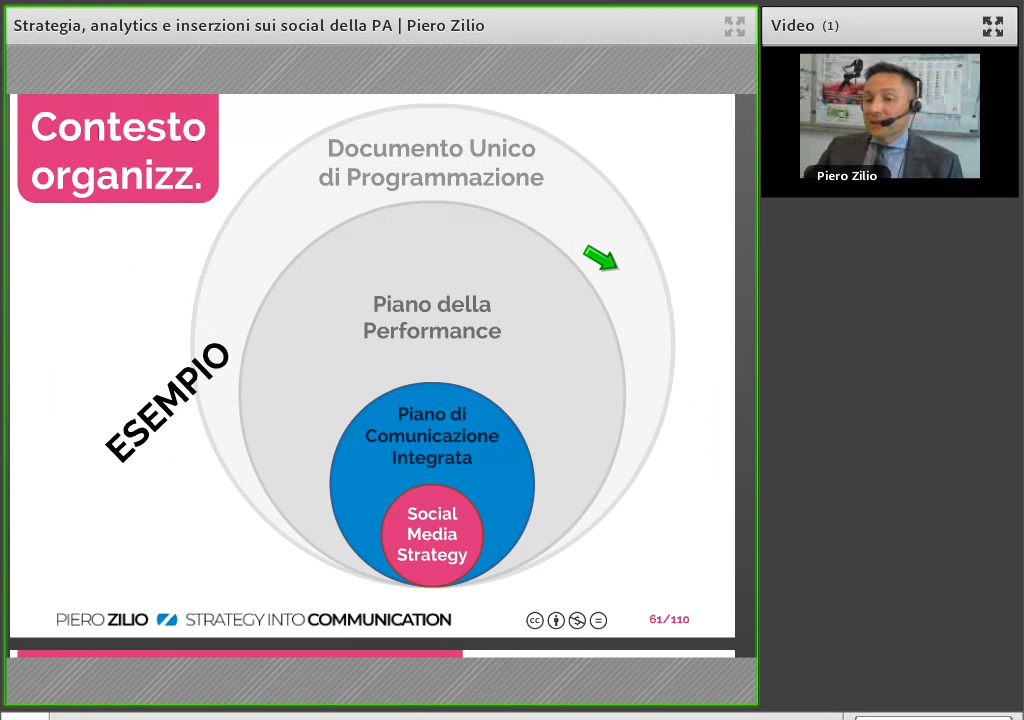 Strategia, analytics e inserzioni sui social della PA | Piero Zilio
Video (1)
Piero Zilio
Contesto
organizz.
Documento Unico
di Programmazione
Piano della
Performance
ESEMPIO
Piano di
Comunicazione
Integrata
Social
Media
Strategy
PIERO ZILIO STRATEGY INTO COMMUNICATION
cc
61/110